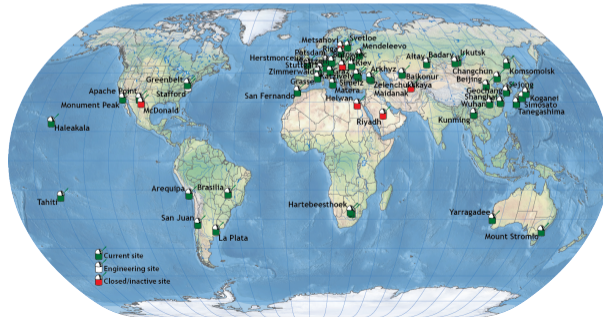 Metsahovi
Svetloe
Riga
Mendeleevo
Potsdam
Herstmonceux
Kiev
Zimmerwald
Grasse
Simeiz
Matera
San Fernando
Arkhyz
Zelenchukskaya
Altay
Badary
Irkutsk
Baikonur
Maidanak
Changchun
Beijing
Komsomolsk
Geochang
Sejong
Shanghai
Wuhan
Koganei
Simosato
Tanegashima
Kunming
Helwan
Riyadh
Greenbelt
Stafford
Apache Point
Monument Peak
McDonald
Haleakala
Tahiti
Arequipa
Brasilia
San Juan
La Plata
Hartebeesthoek
Yarragadee
Mount Stromlo
Current site
Engineering site
Closed/inactive site